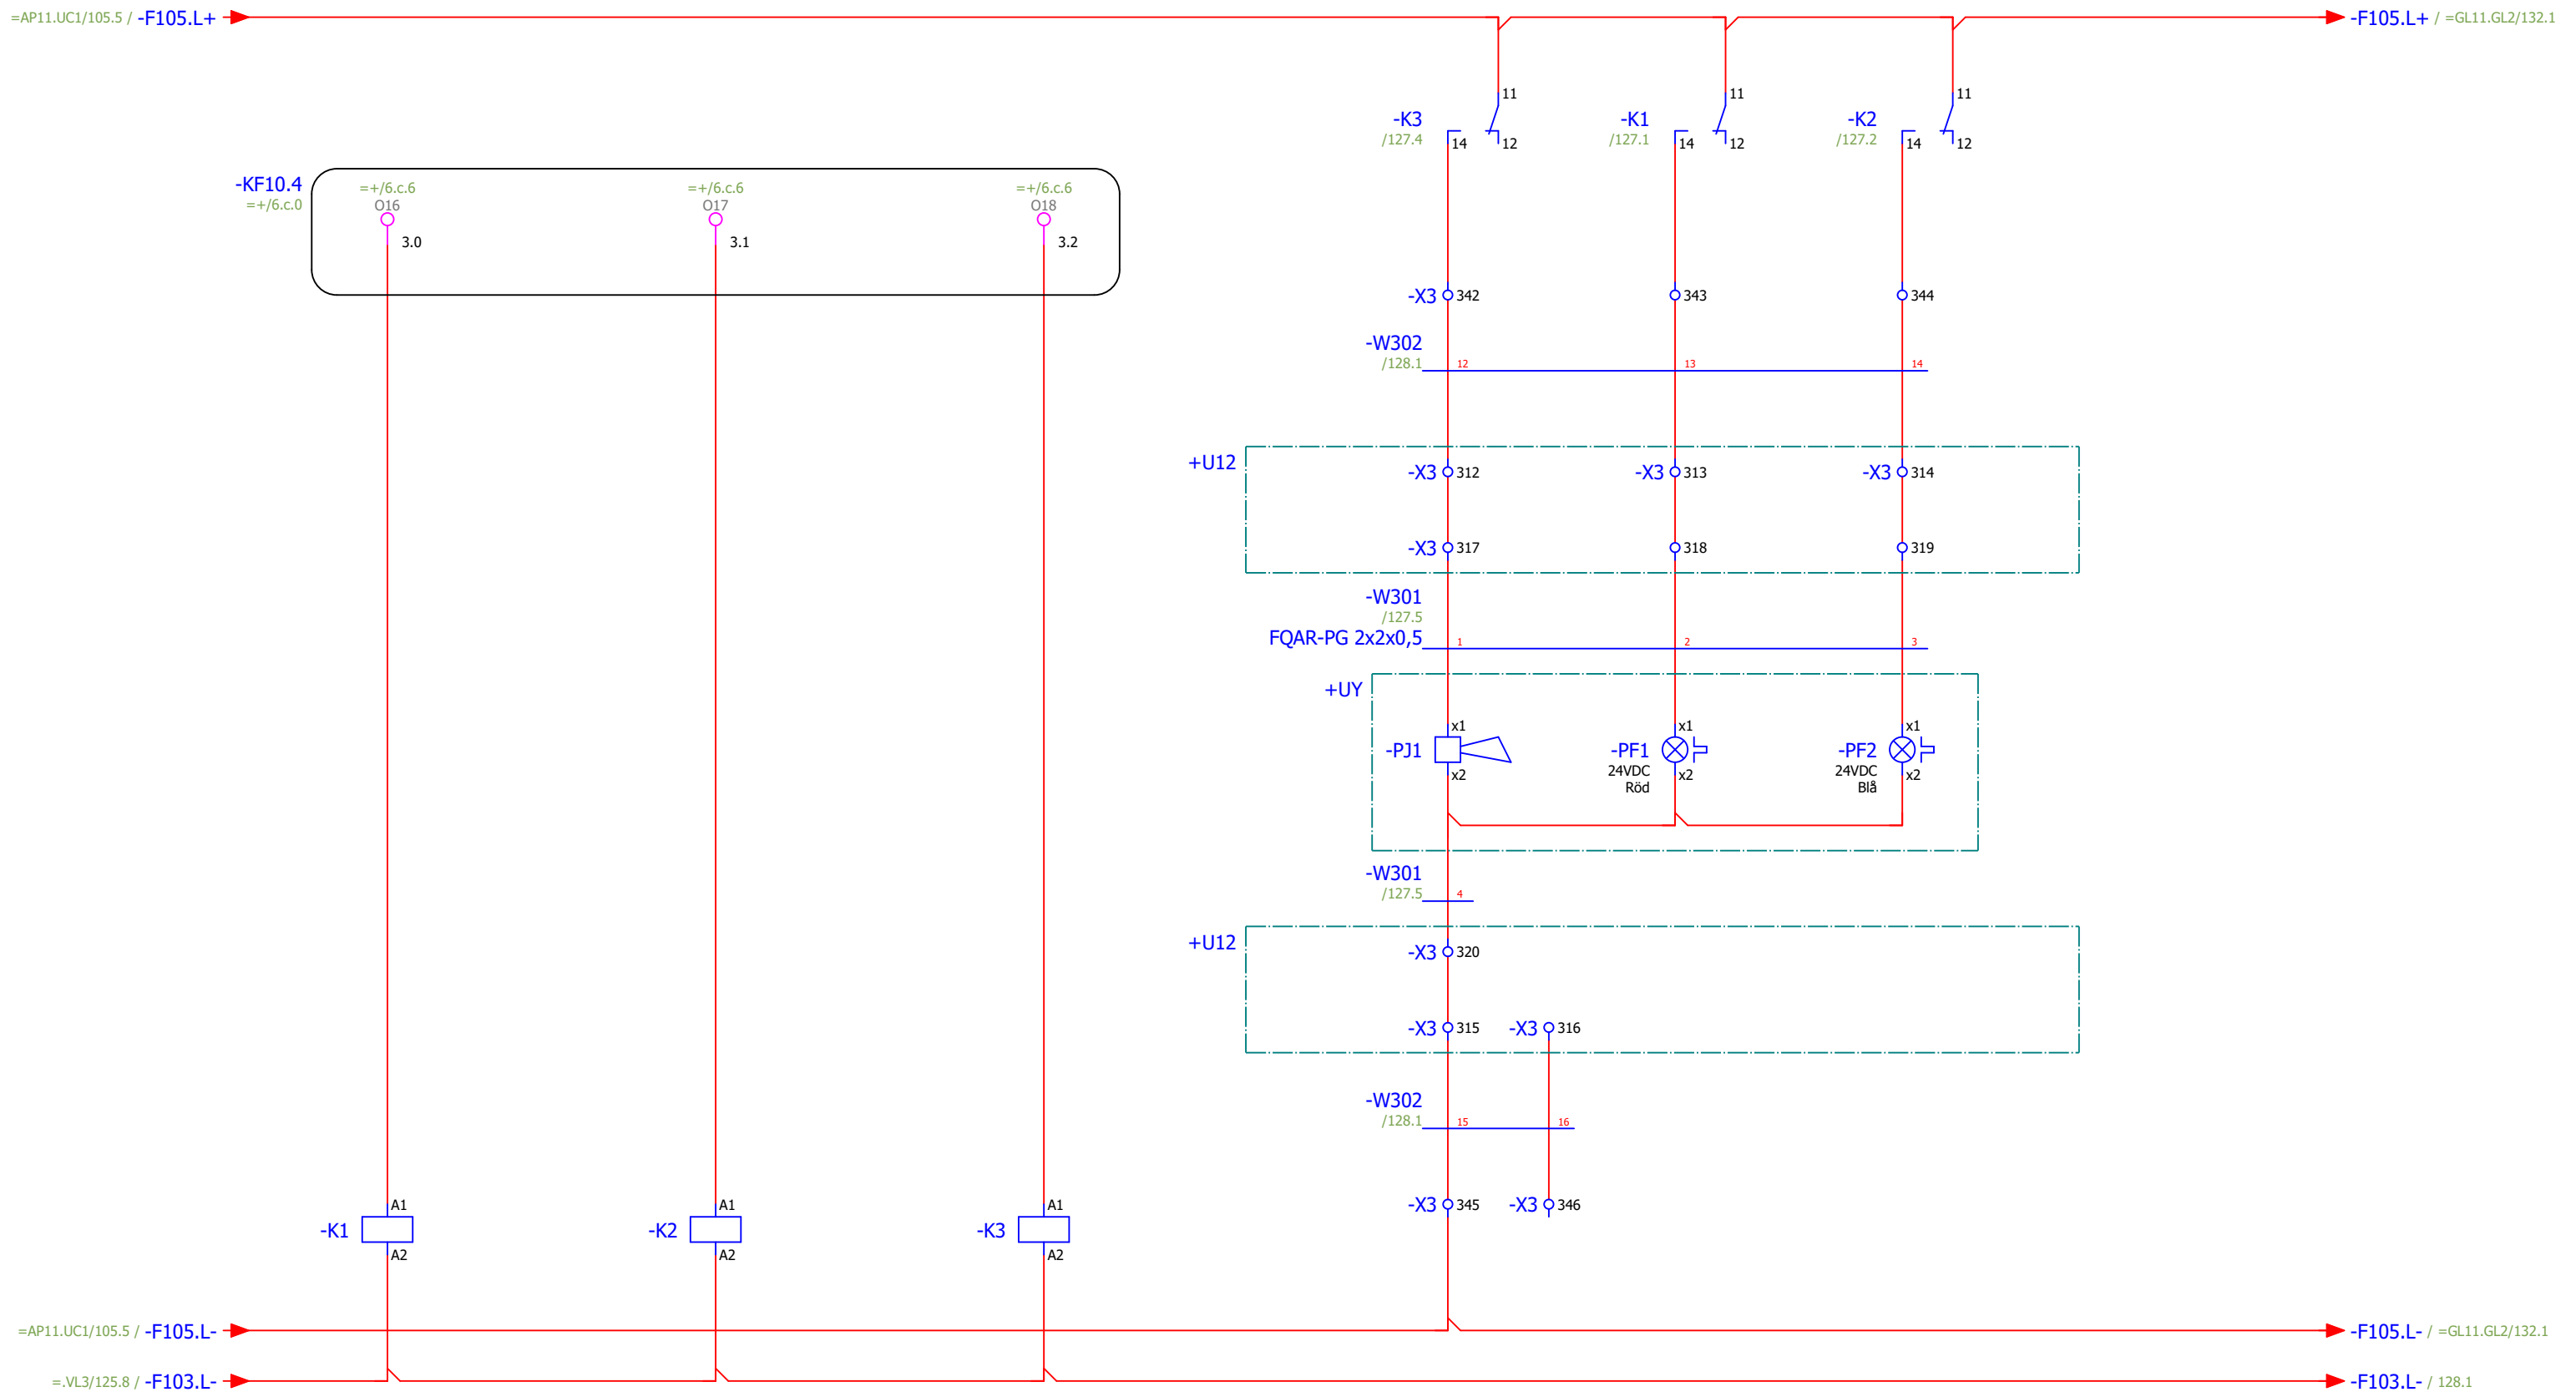 =AP11.UC1/105.5 / -F105.L+
-F105.L+ / =GL11.GL2/132.1
11
11
11
-K3
/127.4
14
12
-K1
/127.1
14
12
-K2
/127.2
14
12
-KF10.4
=+/6.c.0
=+/6.c.6
O16
3.0
=+/6.c.6
O17
3.1
=+/6.c.6
O18
3.2
-X3 342
343
344
-W302
/128.1
12
13
14
+U12
-X3 312
-X3 313
-X3 314
-X3 317
318
319
-W301
/127.5
FQAR-PG 2x2x0,5
1
2
3
+UY
-PJ1
x1
x2
-PF1
24VDC
Röd
x1
x2
-PF2
24VDC
Blå
x1
x2
-W301
/127.5
4
+U12
-X3 320
-X3 315
-X3 316
-W302
/128.1
15
16
-X3 345
-X3 346
-K1
A1
A2
-K2
A1
A2
-K3
A1
A2
=AP11.UC1/105.5 / -F105.L-
-F105.L- / =GL11.GL2/132.1
=.VL3/125.8 / -F103.L-
-F103.L- / 128.1